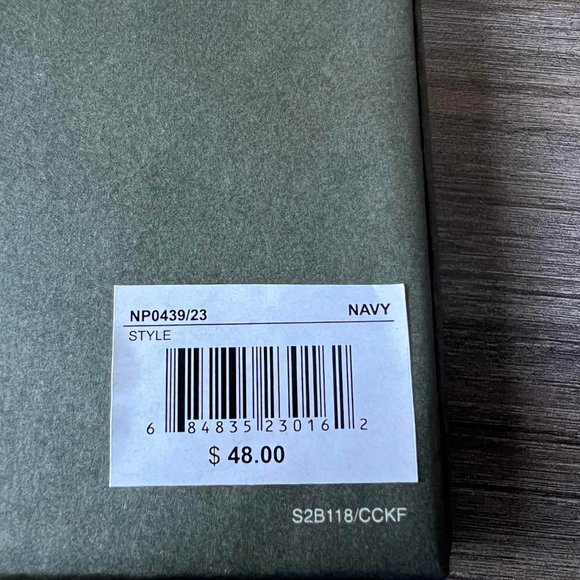 NP0439/23 NAVY
STYLE
6 84835 23016 2
$ 48.00
S2B118/CCKF